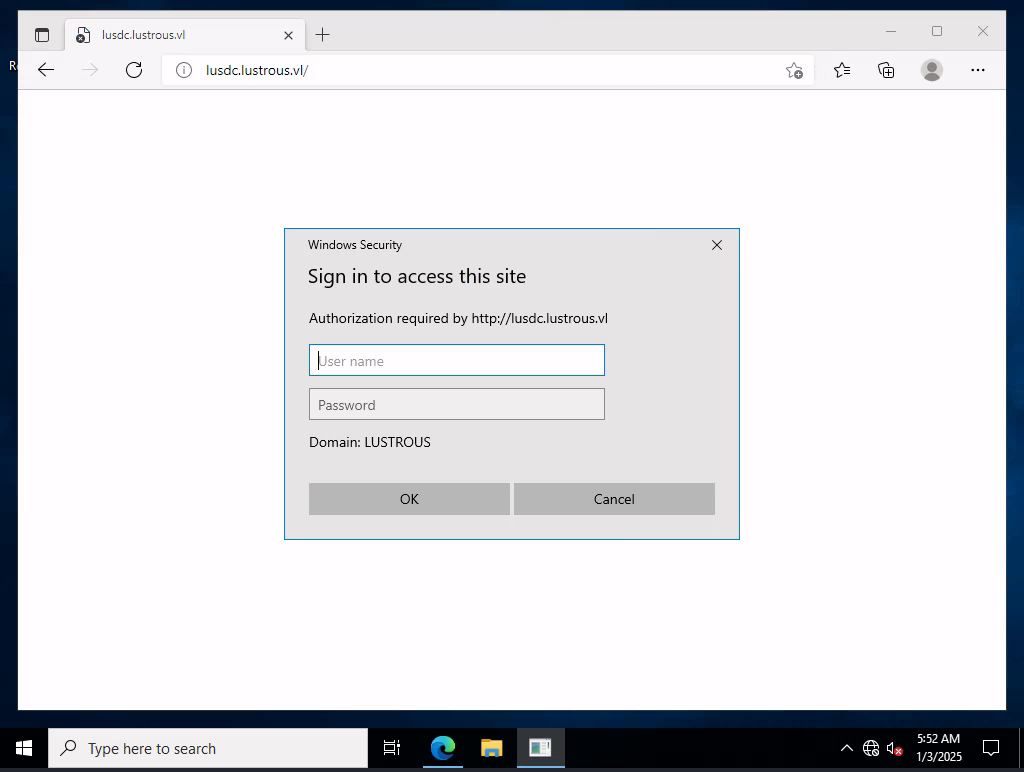 lusdc.lustrous.vl
lusdc.lustrous.vl/
Windows Security
Sign in to access this site
Authorization required by http://lusdc.lustrous.vl
User name
Password
Domain: LUSTROUS
OK
Cancel
Type here to search
5:52 AM
1/3/2025